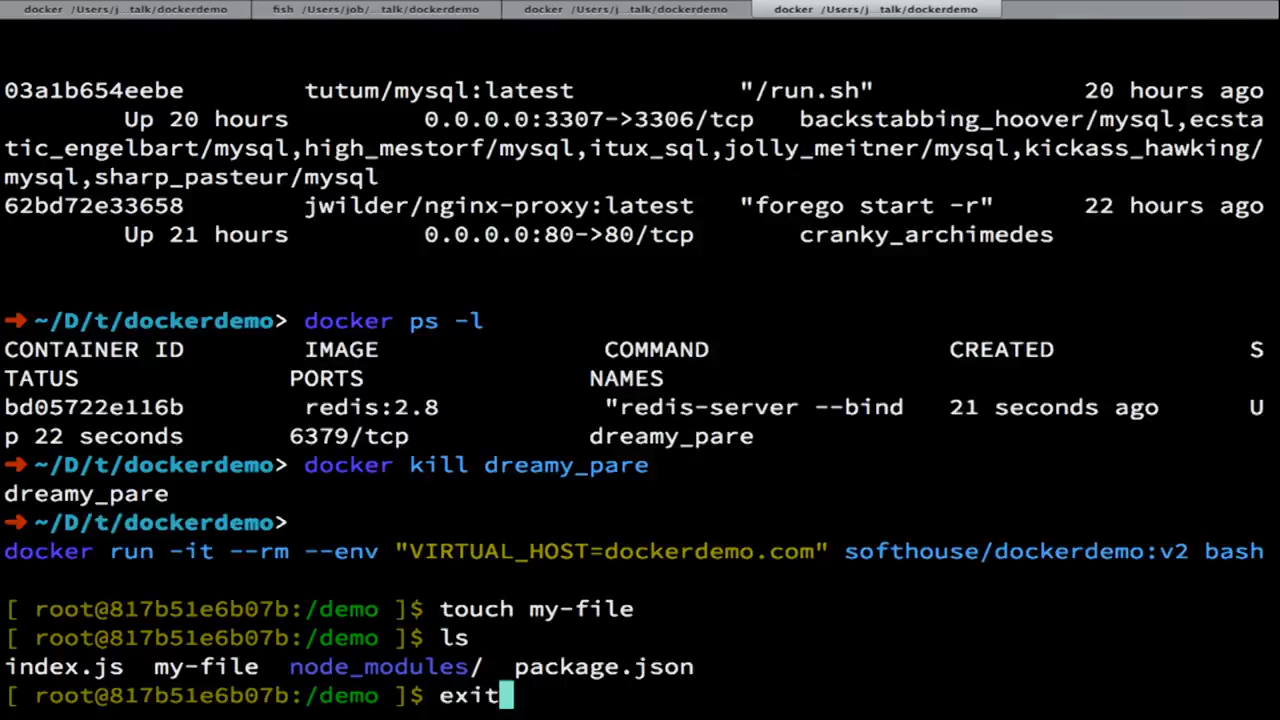 docker /Users/j...talk/dockerdemo fish /Users/job/...talk/dockerdemo docker /Users/j...talk/dockerdemo docker /Users/j...talk/dockerdemo
03a1b654eebe tutum/mysql:latest "/run.sh" 20 hours ago
Up 20 hours 0.0.0.0:3307->3306/tcp backstabbing_hoover/mysql,ecsta
tic_engelbart/mysql,high_mestorf/mysql,itux_sql,jolly_meitner/mysql,kickass_hawking/
mysql,sharp_pasteur/mysql
62bd72e33658 jwilder/nginx-proxy:latest "forego start -r" 22 hours ago
Up 21 hours 0.0.0.0:80->80/tcp cranky_archimedes
➜ ~/D/t/dockerdemo> docker ps -l
CONTAINER ID IMAGE COMMAND CREATED S
TATUS PORTS NAMES
bd05722e116b redis:2.8 "redis-server --bind 21 seconds ago U
p 22 seconds 6379/tcp dreamy_pare
➜ ~/D/t/dockerdemo> docker kill dreamy_pare
dreamy_pare
➜ ~/D/t/dockerdemo>
docker run -it --rm --env "VIRTUAL_HOST=dockerdemo.com" softhouse/dockerdemo:v2 bash
[ root@817b51e6b07b:/demo ]$ touch my-file
[ root@817b51e6b07b:/demo ]$ ls
index.js my-file node_modules/ package.json
[ root@817b51e6b07b:/demo ]$ exit